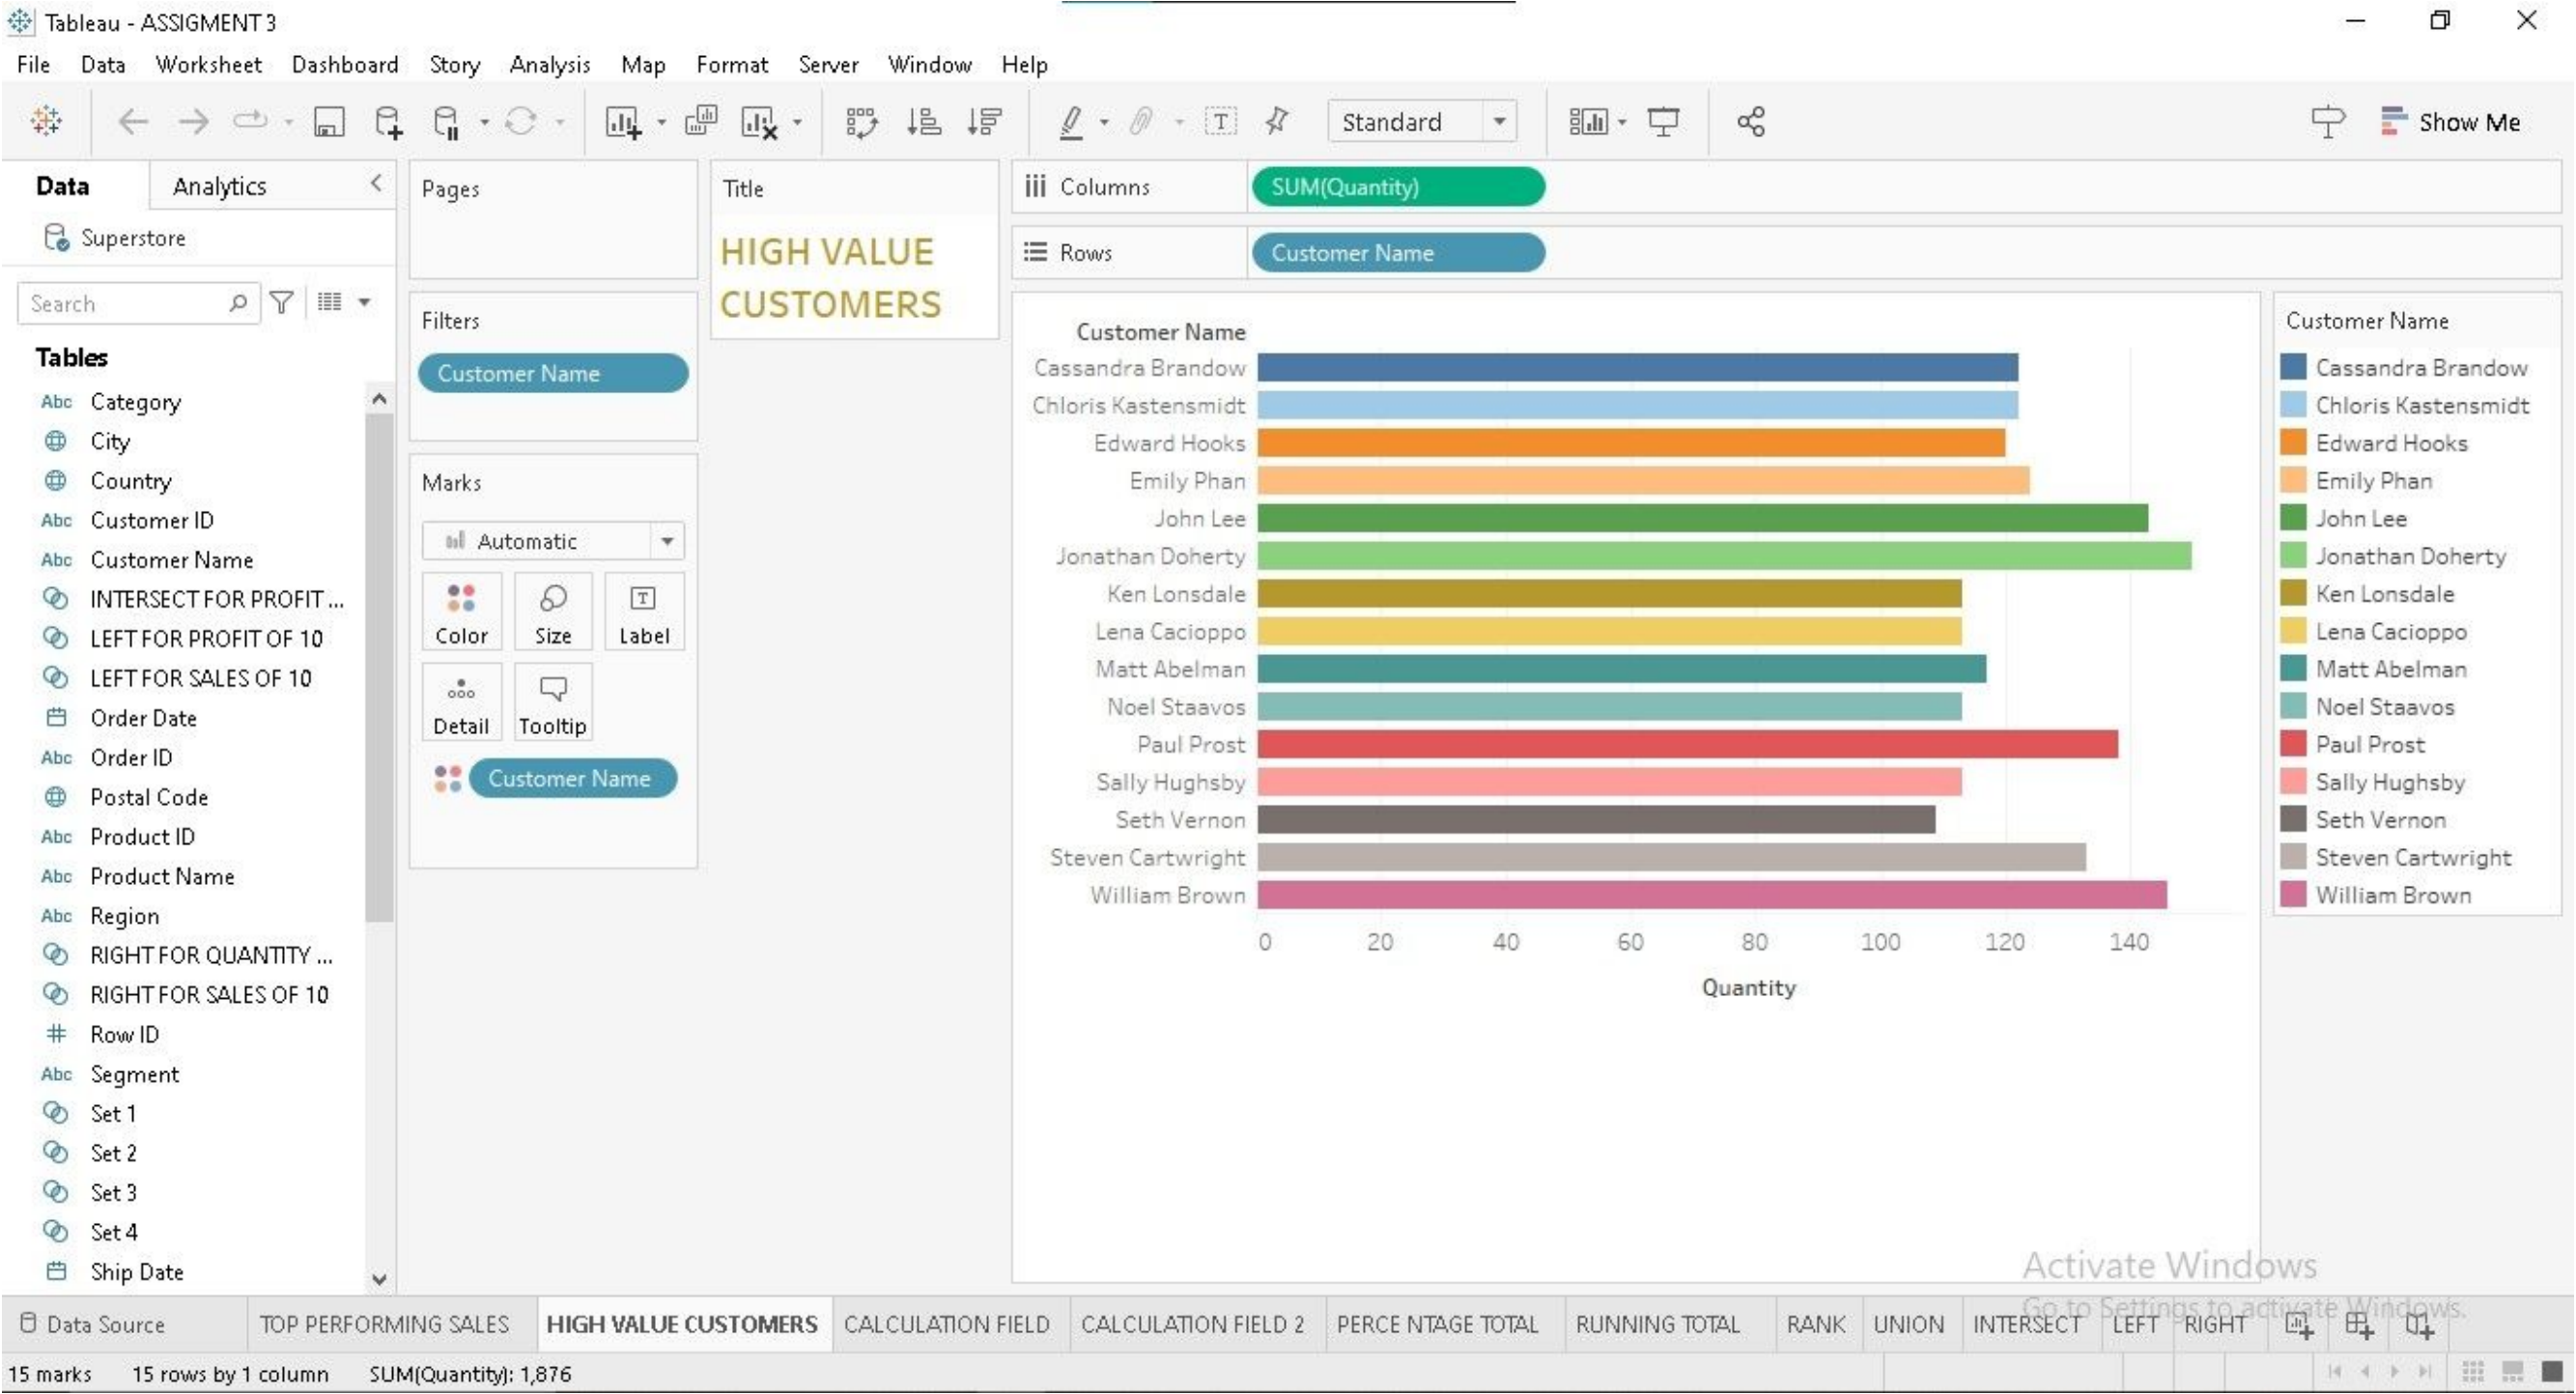 Tableau - ASSIGMENT 3
File Data Worksheet Dashboard Story Analysis Map Format Server Window Help
Standard
Show Me
Data Analytics
Superstore
Search
Tables
Abc Category
City
Country
Abc Customer ID
Abc Customer Name
INTERSECT FOR PROFIT ...
LEFT FOR PROFIT OF 10
LEFT FOR SALES OF 10
Order Date
Abc Order ID
Postal Code
Abc Product ID
Abc Product Name
Abc Region
RIGHT FOR QUANTITY ...
RIGHT FOR SALES OF 10
# Row ID
Abc Segment
Set 1
Set 2
Set 3
Set 4
Ship Date
Pages
Filters
Customer Name
Marks
Automatic
Color Size Label
Detail Tooltip
Customer Name
Title
HIGH VALUE
CUSTOMERS
Columns SUM(Quantity)
Rows Customer Name
Customer Name
Cassandra Brandow
Chloris Kastensmidt
Edward Hooks
Emily Phan
John Lee
Jonathan Doherty
Ken Lonsdale
Lena Cacioppo
Matt Abelman
Noel Staavos
Paul Prost
Sally Hughsby
Seth Vernon
Steven Cartwright
William Brown
0 20 40 60 80 100 120 140
Quantity
Customer Name
Cassandra Brandow
Chloris Kastensmidt
Edward Hooks
Emily Phan
John Lee
Jonathan Doherty
Ken Lonsdale
Lena Cacioppo
Matt Abelman
Noel Staavos
Paul Prost
Sally Hughsby
Seth Vernon
Steven Cartwright
William Brown
Activate Windows
Go to Settings to activate Windows.
Data Source TOP PERFORMING SALES HIGH VALUE CUSTOMERS CALCULATION FIELD CALCULATION FIELD 2 PERCE NTAGE TOTAL RUNNING TOTAL RANK UNION INTERSECT LEFT RIGHT
15 marks 15 rows by 1 column SUM(Quantity): 1,876